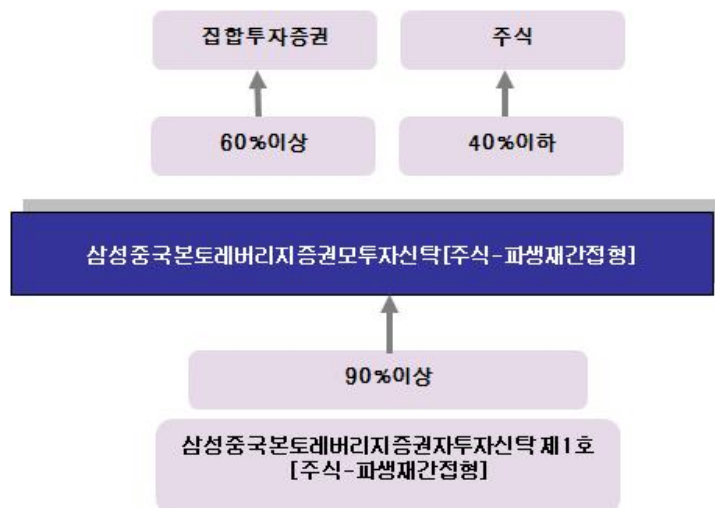 집합투자증권
주식
60%이상
40%이하
삼성중국본토레버리지증권모투자신탁[주식-파생재간접형]
90%이상
삼성중국본토레버리지증권자투자신탁 제1호
[주식-파생재간접형]